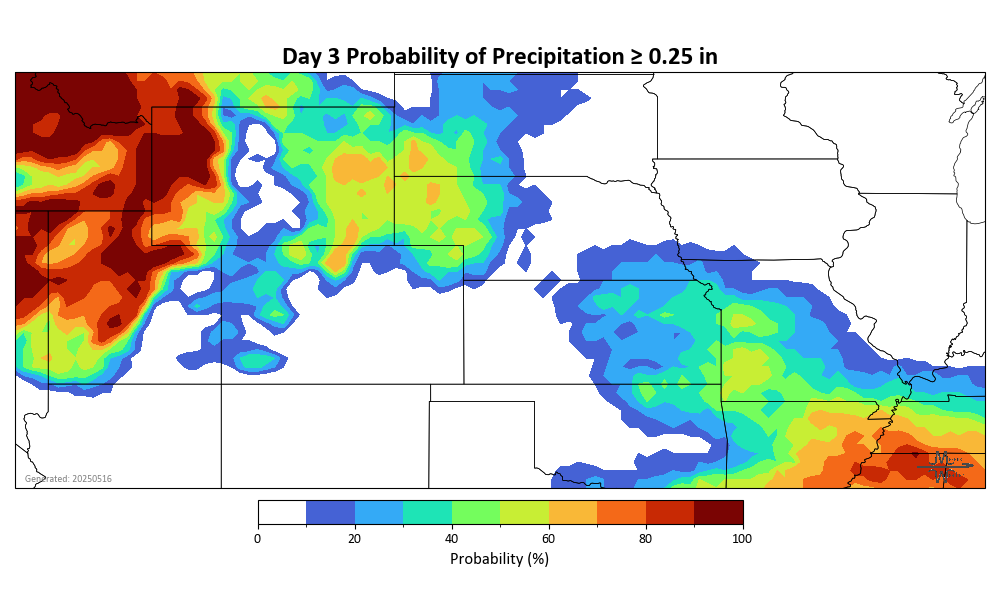 Day 3 Probability of Precipitation ≥ 0.25 in
Generated: 20250516
0 20 40 60 80 100
Probability (%)